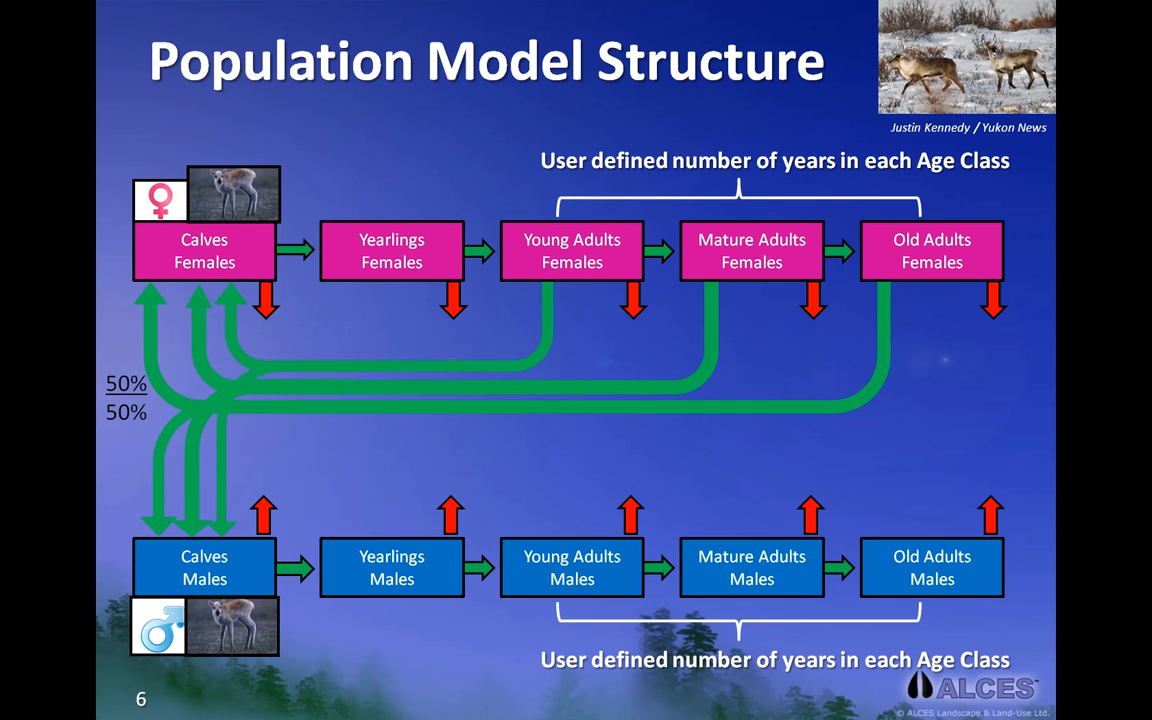 Population Model Structure
Justin Kennedy / Yukon News
User defined number of years in each Age Class
Calves
Females
Yearlings
Females
Young Adults
Females
Mature Adults
Females
Old Adults
Females
50%
50%
Calves
Males
Yearlings
Males
Young Adults
Males
Mature Adults
Males
Old Adults
Males
User defined number of years in each Age Class
6
ALCES™
© ALCES Landscape & Land-Use Ltd.